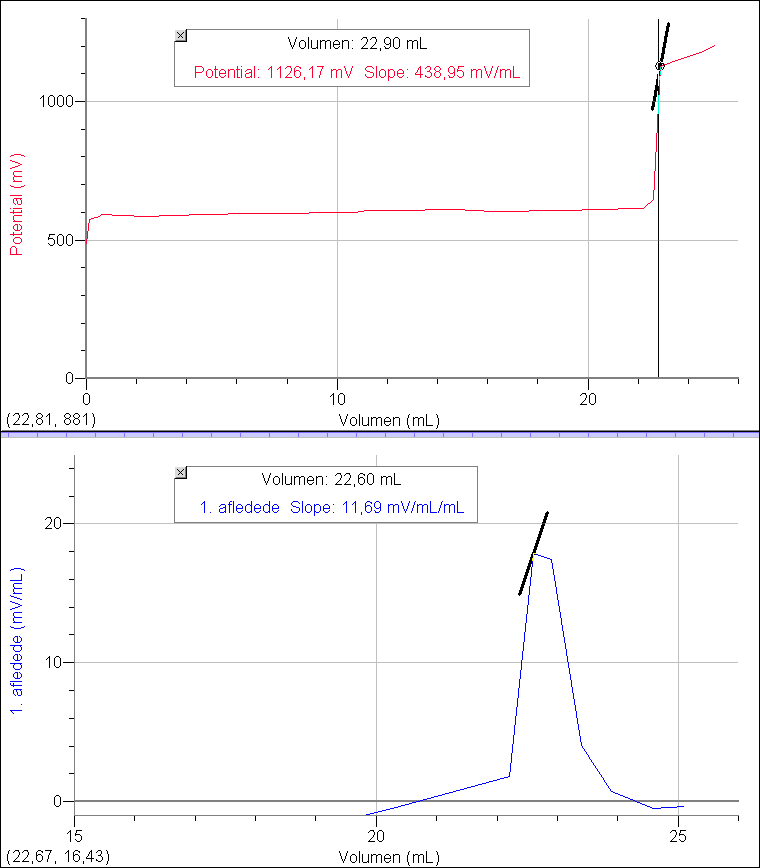 Volumen: 22,90 mL
Potential: 1126,17 mV Slope: 438,95 mV/mL
1000
500
0
Potential (mV)
0
10
20
(22,81, 881)
Volumen (mL)
Volumen: 22,60 mL
1. afledede Slope: 11,69 mV/mL/mL
20
10
0
1. afledede (mV/mL)
15
20
25
(22,67, 16,43)
Volumen (mL)